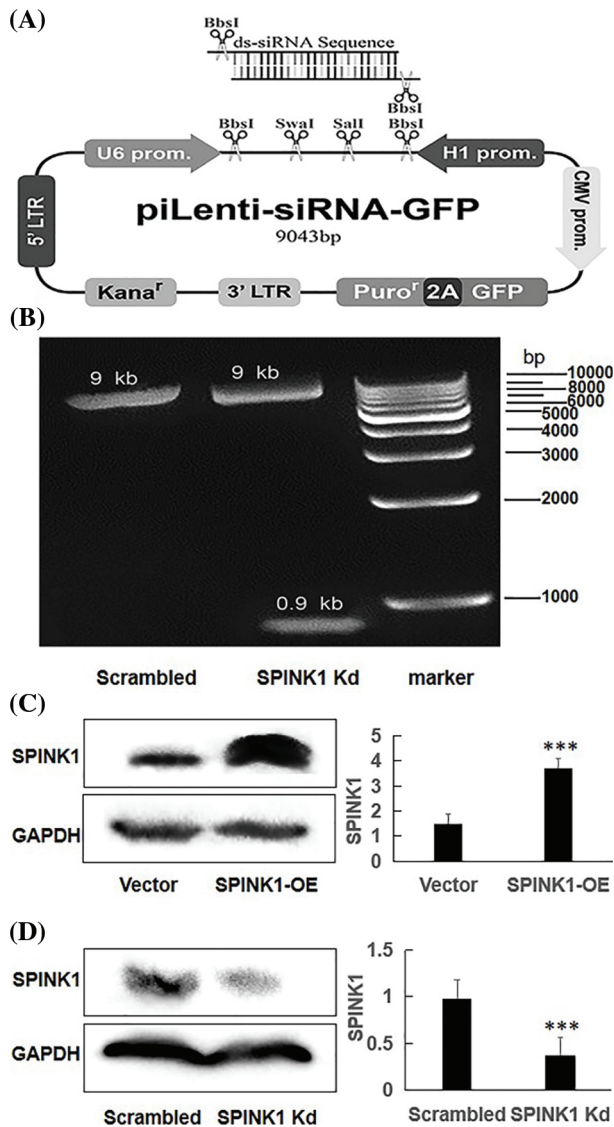 (A)
BbsI
ds-siRNA Sequence
BbsI
BbsI SwaI SalI BbsI
U6 prom. H1 prom.
5' LTR
piLenti-siRNA-GFP
9043bp
CMV prom.
Kanaʳ 3' LTR Puroʳ 2A GFP
(B)
bp
9 kb 9 kb
10000
8000
6000
5000
4000
3000
2000
0.9 kb
1000
Scrambled SPINK1 Kd marker
(C)
SPINK1
GAPDH
Vector SPINK1-OE
SPINK1
5
4
3
2
1
0
***
Vector SPINK1-OE
(D)
SPINK1
GAPDH
Scrambled SPINK1 Kd
SPINK1
1.5
1
0.5
0
***
Scrambled SPINK1 Kd